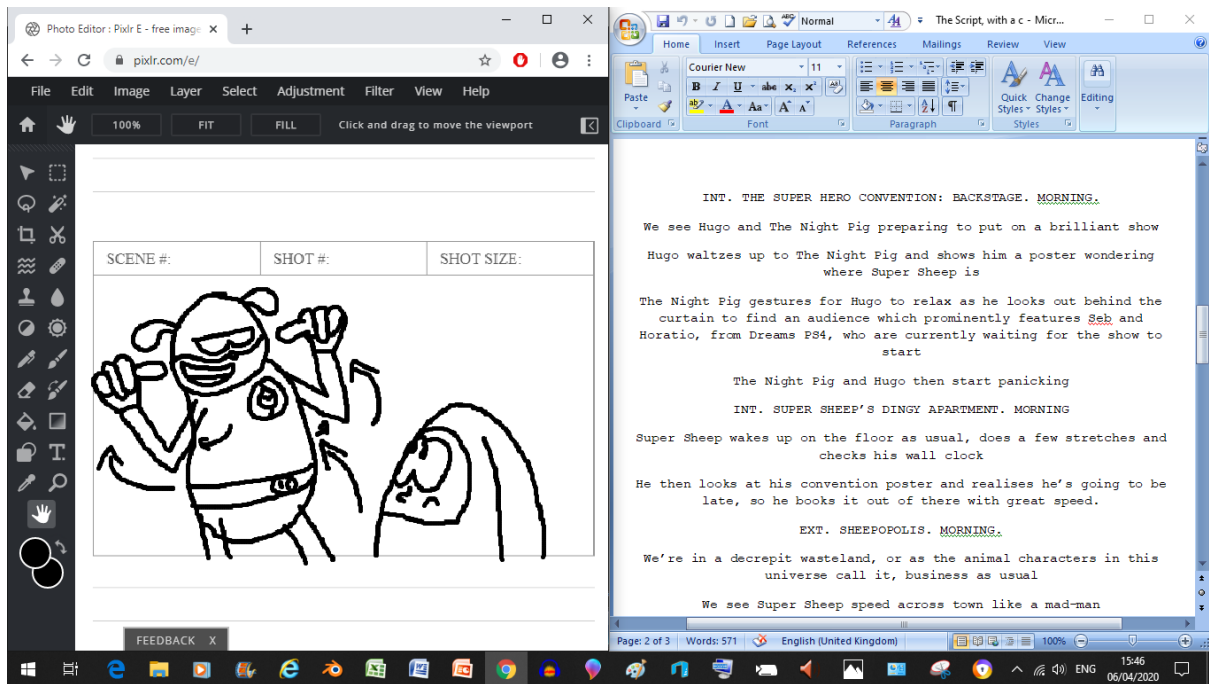 Photo Editor : Pixlr E - free image
pixlr.com/e/
File Edit Image Layer Select Adjustment Filter View Help
100% FIT FILL Click and drag to move the viewport
SCENE #: SHOT #: SHOT SIZE:
FEEDBACK X
Normal
The Script, with a c - Micr...
Home Insert Page Layout References Mailings Review View
Courier New 11
Paste
Quick Styles
Change Styles
Editing
Clipboard Font Paragraph Styles
INT. THE SUPER HERO CONVENTION: BACKSTAGE. MORNING.
We see Hugo and The Night Pig preparing to put on a brilliant show
Hugo waltzes up to The Night Pig and shows him a poster wondering
where Super Sheep is
The Night Pig gestures for Hugo to relax as he looks out behind the
curtain to find an audience which prominently features Seb and
Horatio, from Dreams PS4, who are currently waiting for the show to
start
The Night Pig and Hugo then start panicking
INT. SUPER SHEEP’S DINGY APARTMENT. MORNING
Super Sheep wakes up on the floor as usual, does a few stretches and
checks his wall clock
He then looks at his convention poster and realises he’s going to be
late, so he books it out of there with great speed.
EXT. SHEEPOPOLIS. MORNING.
We’re in a decrepit wasteland, or as the animal characters in this
universe call it, business as usual
We see Super Sheep speed across town like a mad-man
Page: 2 of 3 Words: 571 English (United Kingdom) 100%
ENG 15:46
06/04/2020